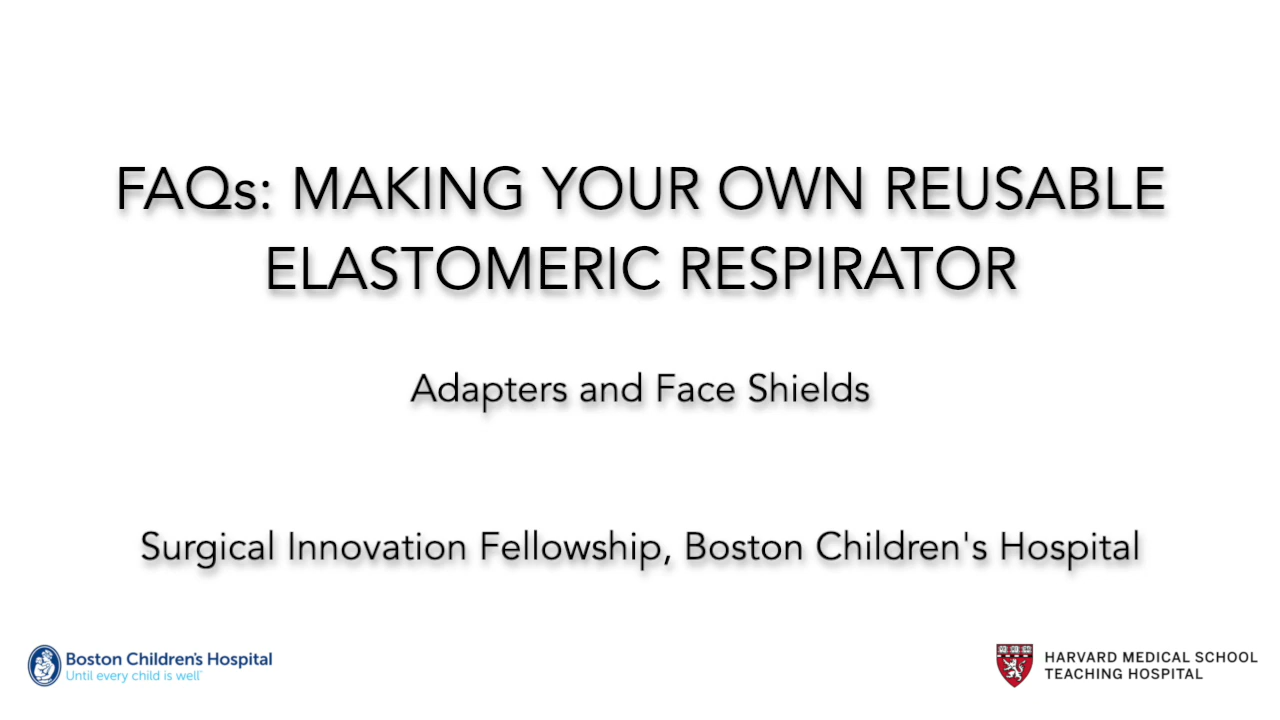 FAQs: MAKING YOUR OWN REUSABLE
ELASTOMERIC RESPIRATOR
Adapters and Face Shields
Surgical Innovation Fellowship, Boston Children's Hospital
Boston Children's Hospital
Until every child is well™
HARVARD MEDICAL SCHOOL
TEACHING HOSPITAL